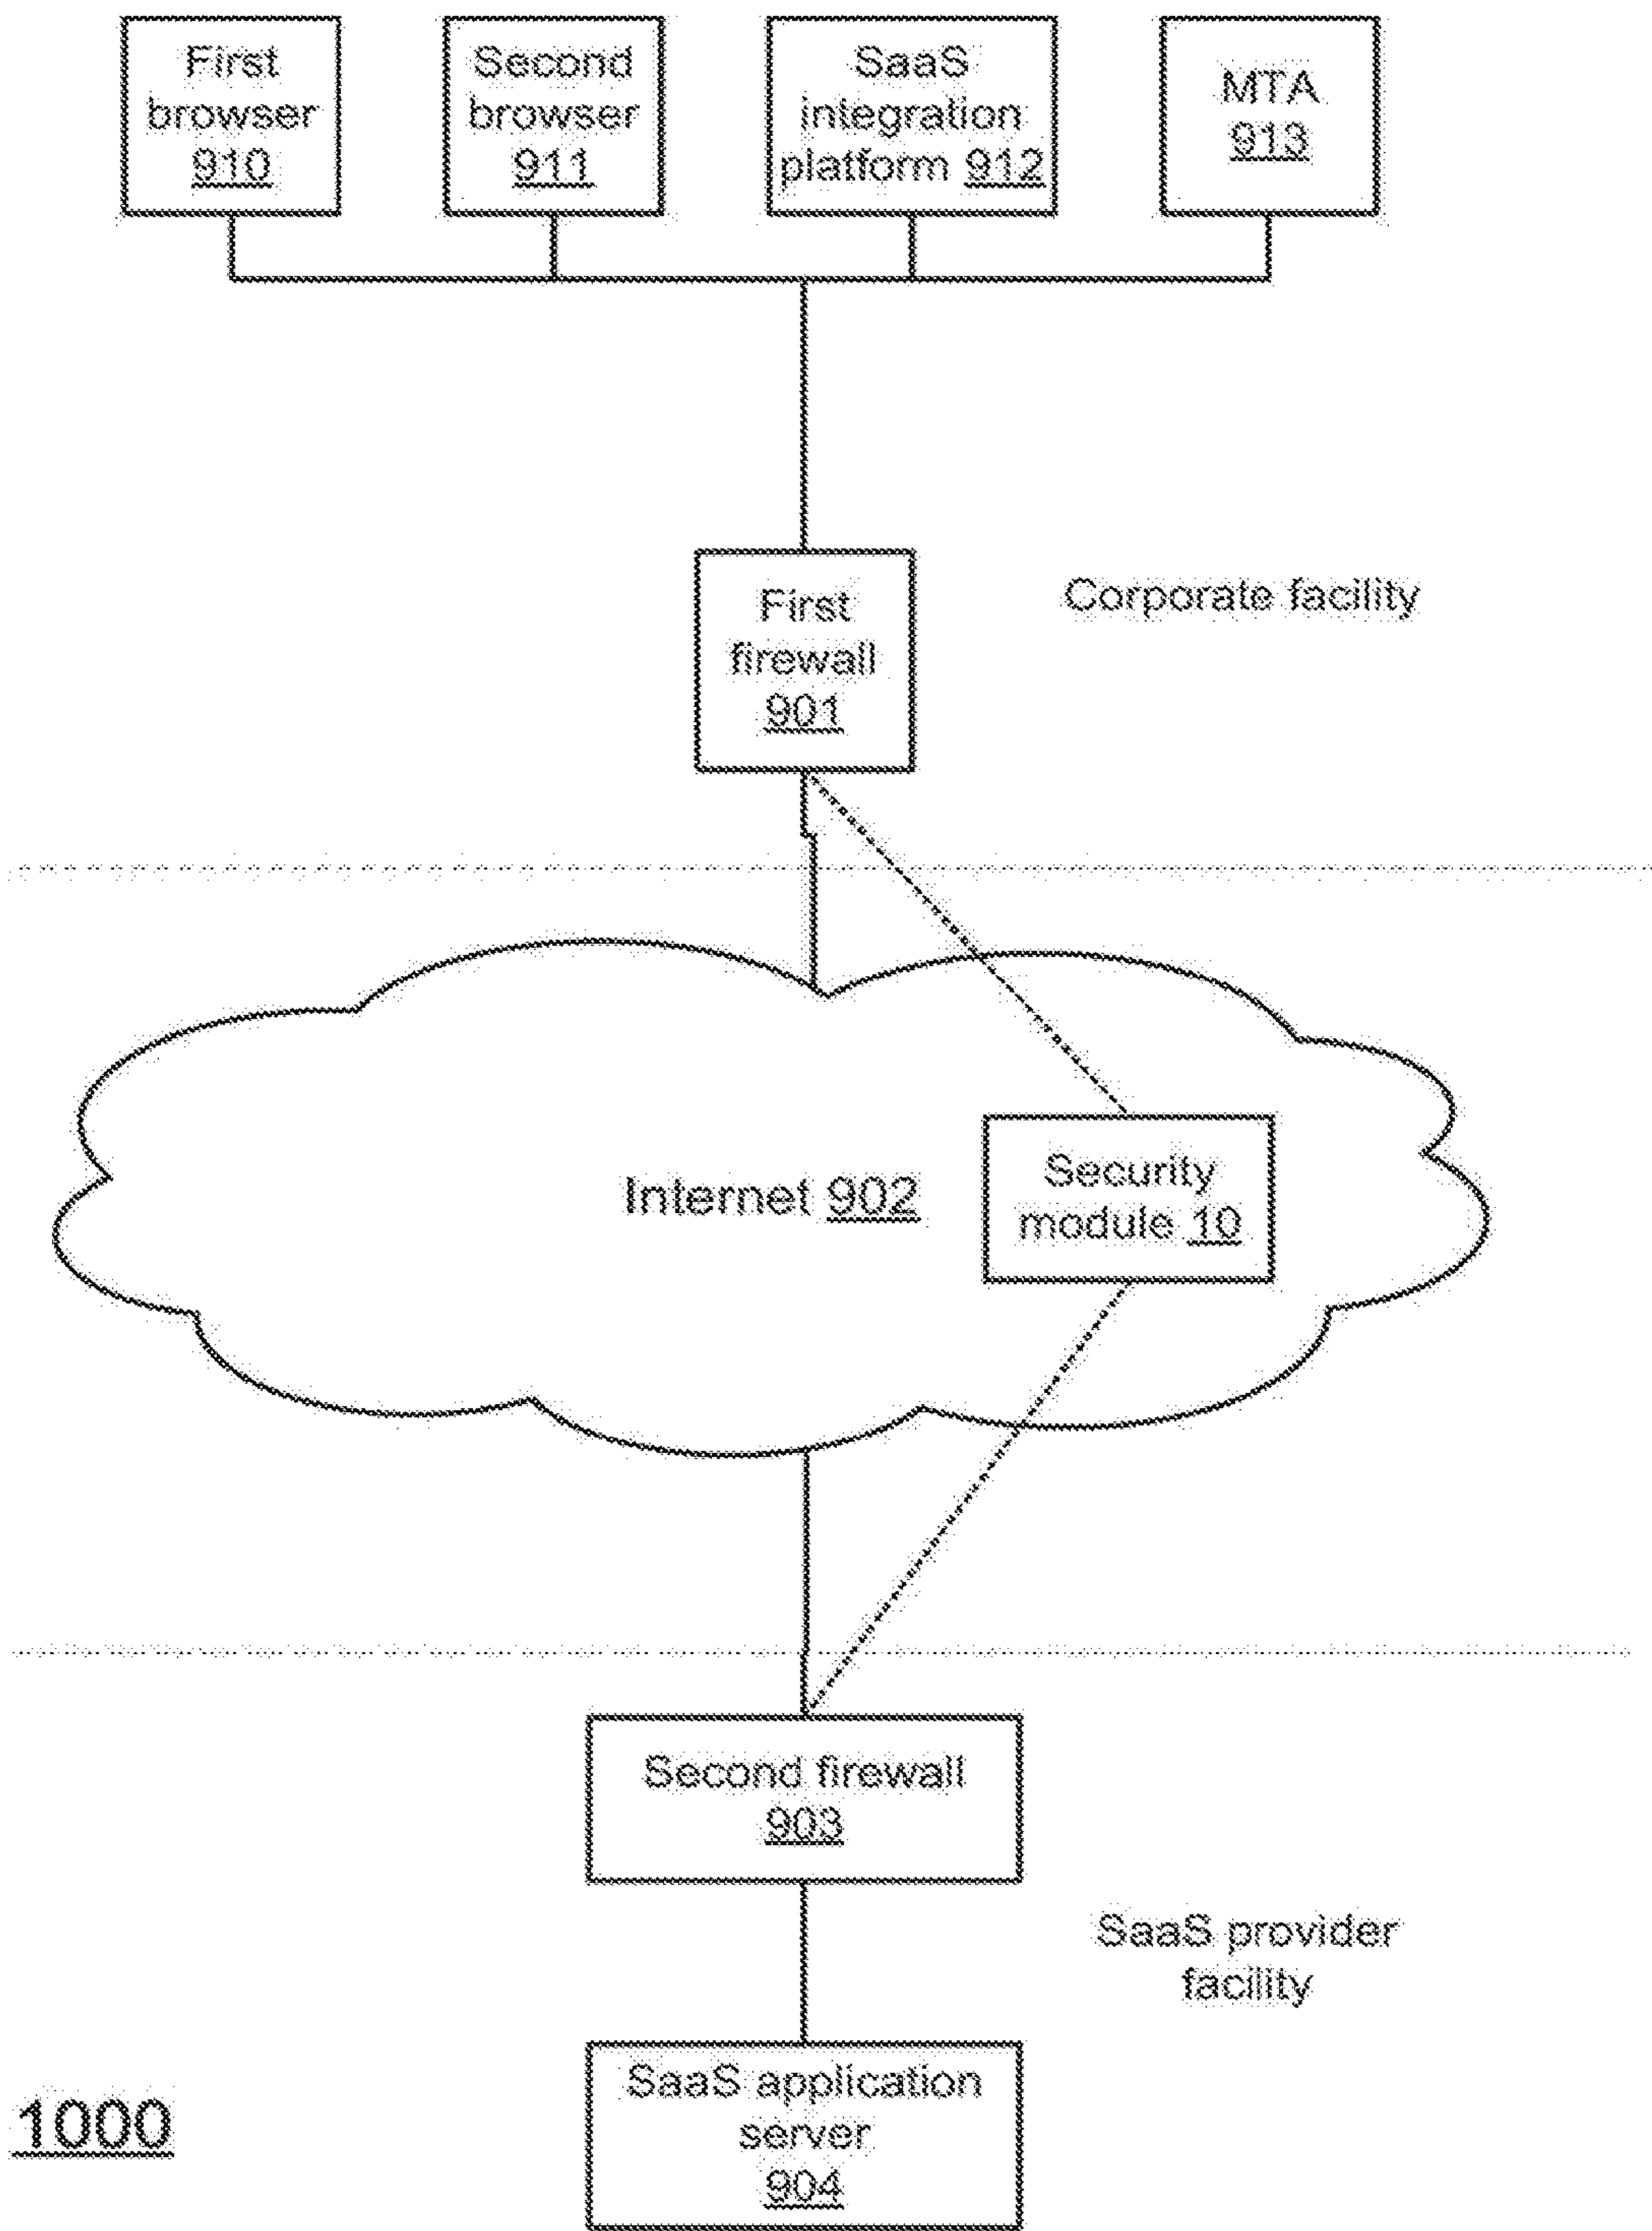 First
browser
910
Second
browser
911
SaaS
integration
platform 912
MTA
913
First
firewall
901
Corporate facility
Internet 902
Security
module 10
Second firewall
903
SaaS provider
facility
SaaS application
server
904
1000